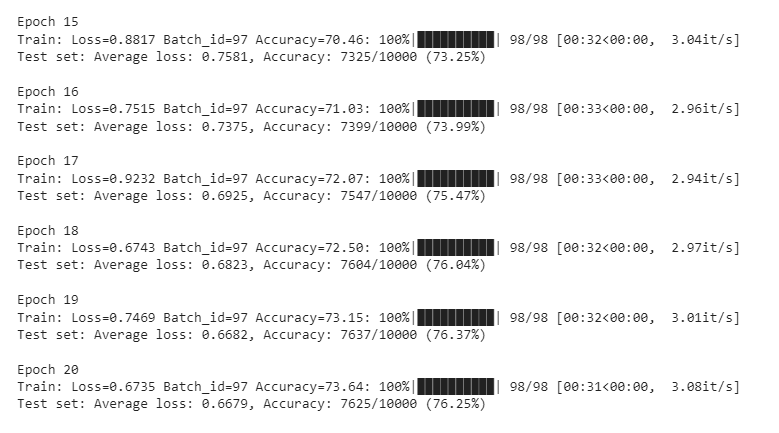 Epoch 15
Train: Loss=0.8817 Batch_id=97 Accuracy=70.46: 100%|██████████| 98/98 [00:32<00:00,  3.04it/s]
Test set: Average loss: 0.7581, Accuracy: 7325/10000 (73.25%)

Epoch 16
Train: Loss=0.7515 Batch_id=97 Accuracy=71.03: 100%|██████████| 98/98 [00:33<00:00,  2.96it/s]
Test set: Average loss: 0.7375, Accuracy: 7399/10000 (73.99%)

Epoch 17
Train: Loss=0.9232 Batch_id=97 Accuracy=72.07: 100%|██████████| 98/98 [00:33<00:00,  2.94it/s]
Test set: Average loss: 0.6925, Accuracy: 7547/10000 (75.47%)

Epoch 18
Train: Loss=0.6743 Batch_id=97 Accuracy=72.50: 100%|██████████| 98/98 [00:32<00:00,  2.97it/s]
Test set: Average loss: 0.6823, Accuracy: 7604/10000 (76.04%)

Epoch 19
Train: Loss=0.7469 Batch_id=97 Accuracy=73.15: 100%|██████████| 98/98 [00:32<00:00,  3.01it/s]
Test set: Average loss: 0.6682, Accuracy: 7637/10000 (76.37%)

Epoch 20
Train: Loss=0.6735 Batch_id=97 Accuracy=73.64: 100%|██████████| 98/98 [00:31<00:00,  3.08it/s]
Test set: Average loss: 0.6679, Accuracy: 7625/10000 (76.25%)